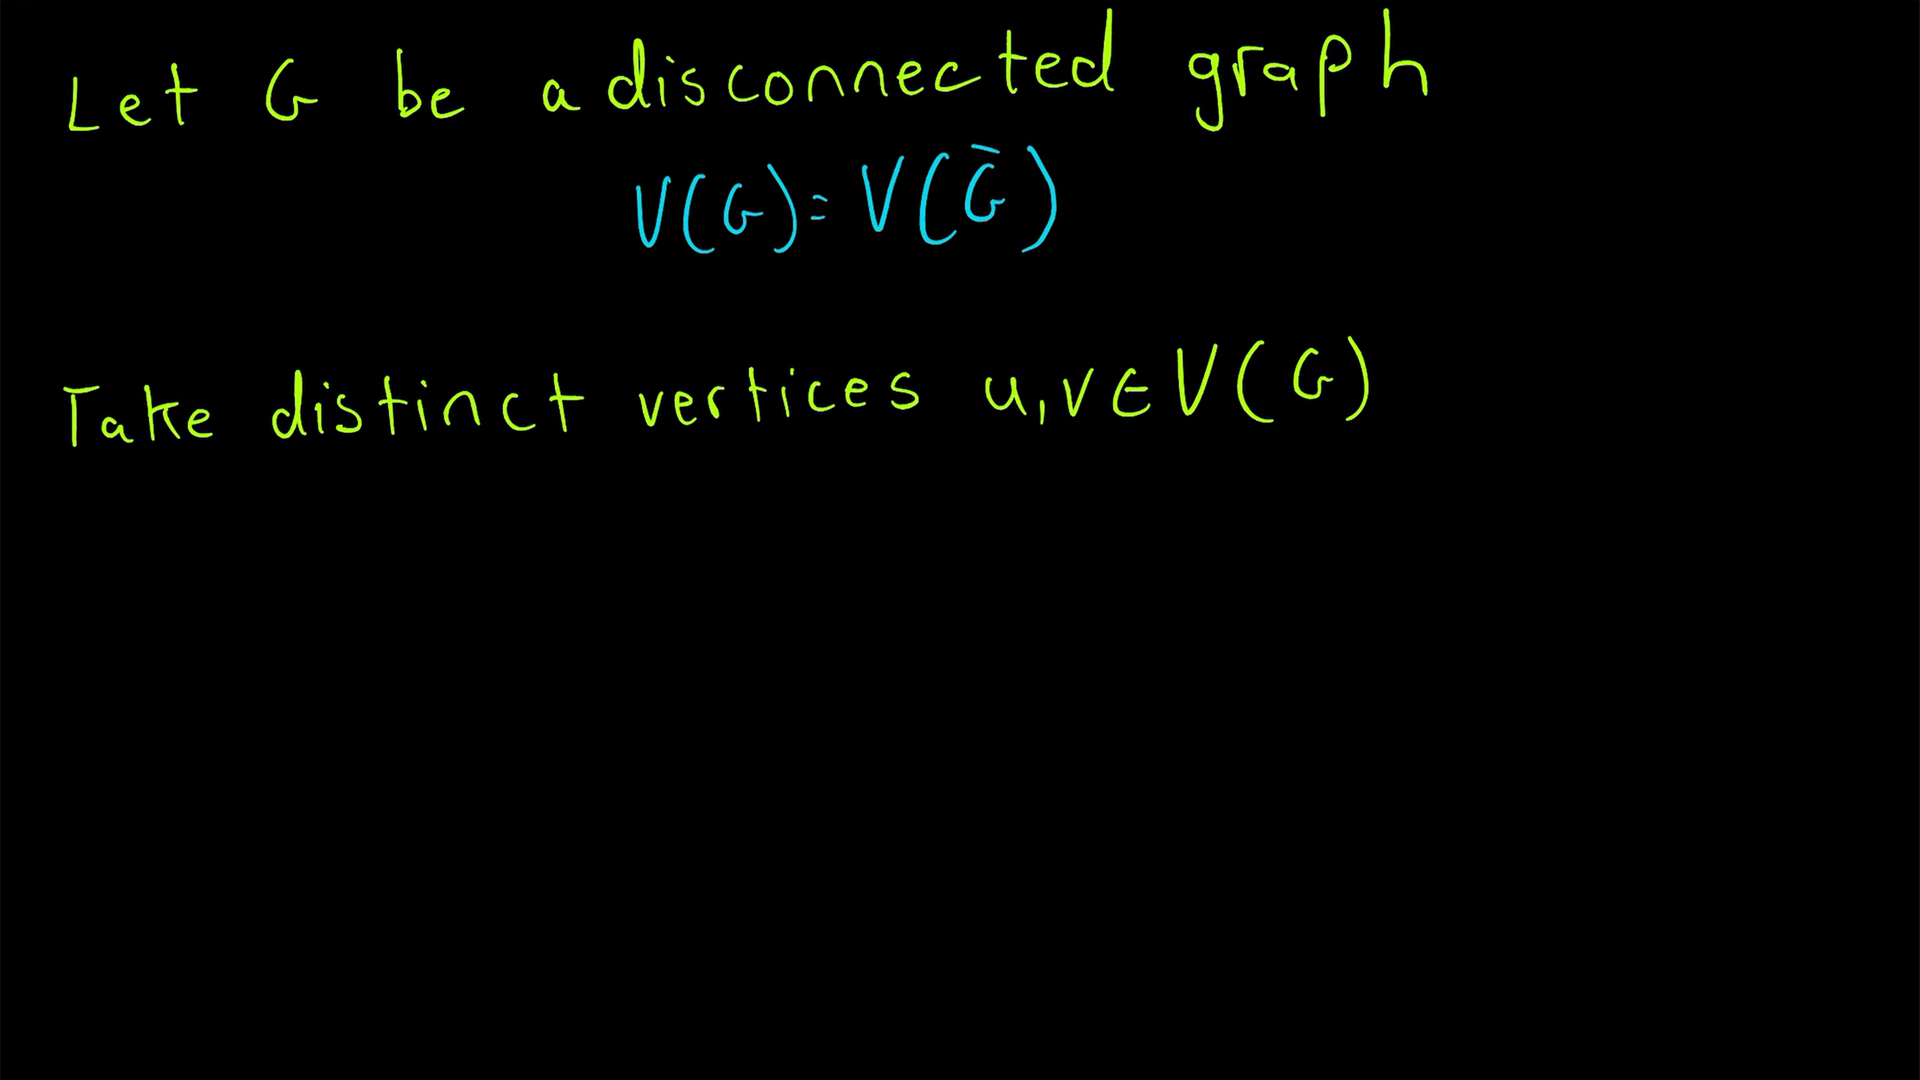 Let G be a disconnected graph
V(G) = V(Ḡ)
Take distinct vertices u,v ∈ V(G)